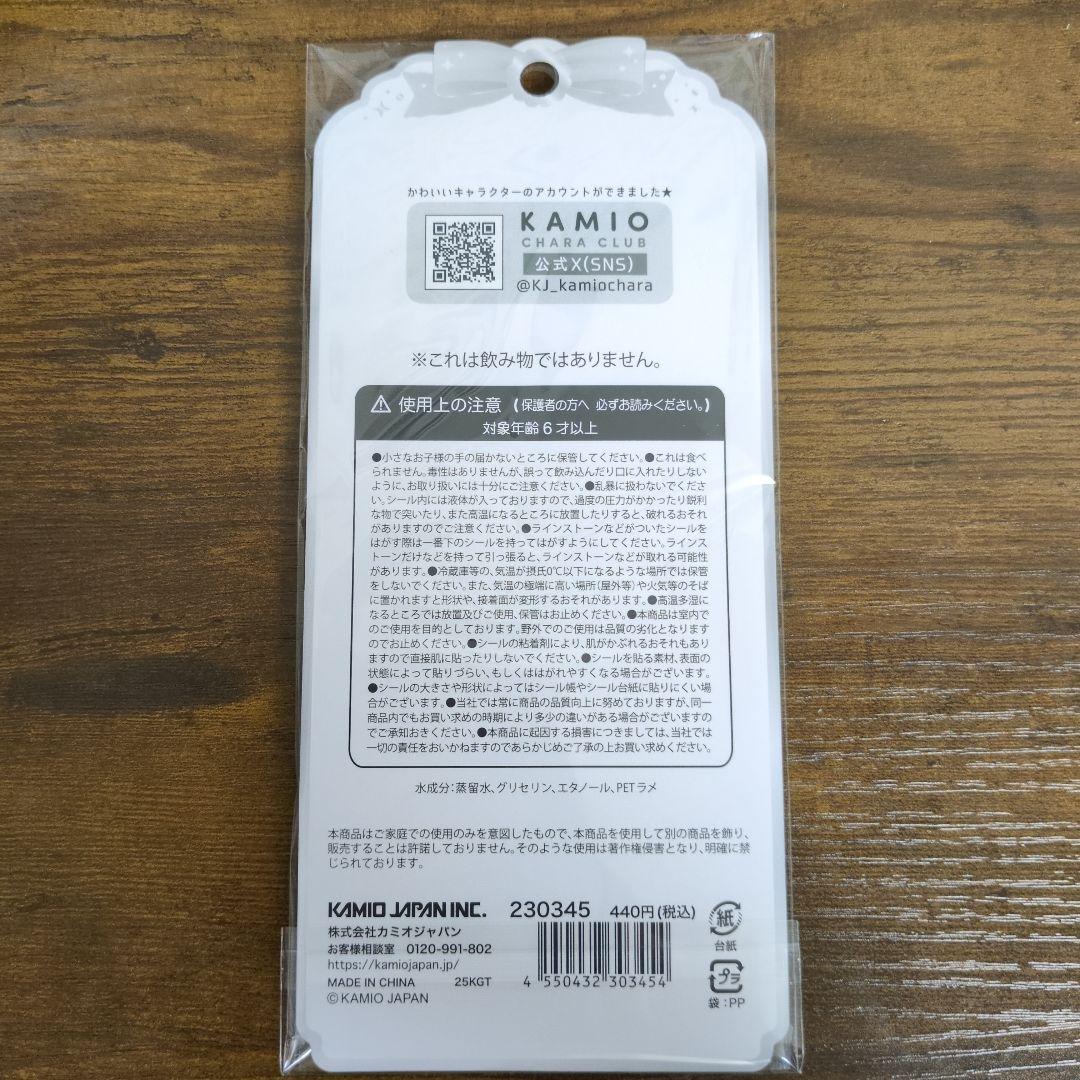 かわいいキャラクターのアカウントができました★
KAMIO
CHARA CLUB
公式X(SNS)
@KJ_kamiochara
※これは飲み物ではありません。
⚠ 使用上の注意 (保護者の方へ 必ずお読みください。)
対象年齢6才以上
●小さなお子様の手の届かないところに保管してください。●これは食べ
られません。毒性はありませんが、誤って飲み込んだり口に入れたりしない
ように、お取り扱いには十分にご注意ください。●乱暴に扱わないでくださ
い。シール内には液体が入っておりますので、過度の圧力がかかったり鋭利
な物で突いたり、また高温になるところに放置したりすると、破れるおそれ
がありますのでご注意ください。●ラインストーンなどがついたシールを
はがす際は一番下のシールを持ってはがすようにしてください。ラインス
トーンだけなどを持って引っ張ると、ラインストーンなどが取れる可能性
があります。●冷蔵庫等の、気温が摂氏0℃以下になるような場所では保管
をしないでください。また、気温の極端に高い場所(屋外等)や火気等のそば
に置かれますと形状や、接着面が変形するおそれがあります。●高温多湿に
なるところでは放置及びご使用、保管はお止めください。●本商品は室内で
のご使用を目的としております。野外でのご使用は品質の劣化となります
のでお止めください。●シールの粘着剤により、肌がかぶれるおそれもあり
ますので直接肌に貼ったりしないでください。●シールを貼る素材、表面の
状態によって貼りづらい、もしくははがれやすくなる場合がございます。
●シールの大きさや形状によってはシール帳やシール台紙に貼りにくい場
合がございます。●当社では常に商品の品質向上に努めておりますが、同一
商品内でもお買い求めの時期により多少の違いがある場合がございますの
でご承知おきください。●本商品に起因する損害につきましては、当社では
一切の責任をおいかねますのであらかじめご了承の上お買い求めください。
水成分:蒸留水、グリセリン、エタノール、PETラメ
本商品はご家庭での使用のみを意図したもので、本商品を使用して別の商品を飾り、
販売することは許諾しておりません。そのような使用は著作権侵害となり、明確に禁
じられております。
KAMIO JAPAN INC. 230345 440円(税込)
株式会社カミオジャパン
お客様相談室 0120-991-802
https://kamiojapan.jp/
MADE IN CHINA 25KGT
©KAMIO JAPAN
4 550432 303454
紙
台紙
プラ
袋:PP